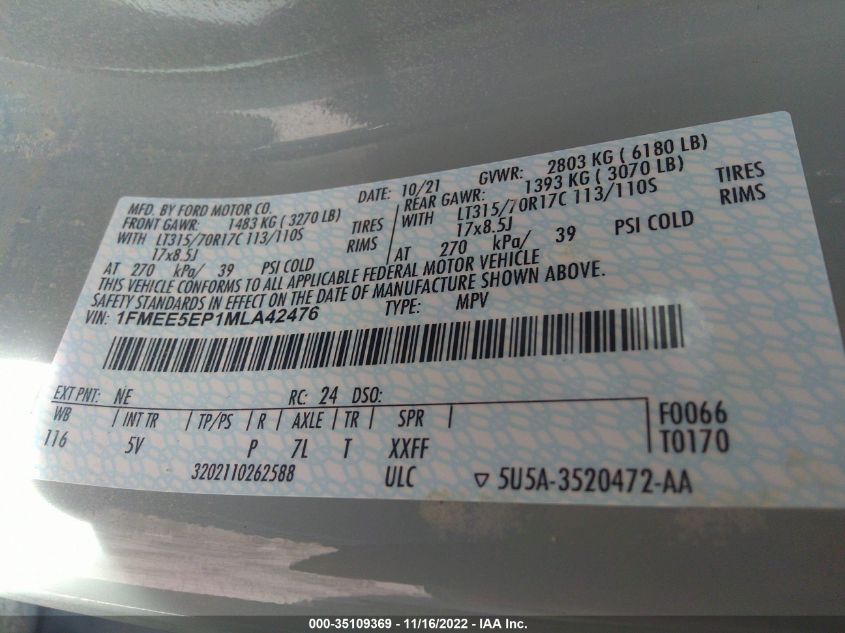 MFD. BY FORD MOTOR CO. DATE: 10/21 GVWR: 2803 KG ( 6180 LB)
FRONT GAWR: 1483 KG ( 3270 LB) REAR GAWR: 1393 KG ( 3070 LB)
WITH LT315/70R17C 113/110S TIRES WITH LT315/70R17C 113/110S TIRES
17x8.5J RIMS 17x8.5J RIMS
AT 270 kPa/ 39 PSI COLD AT 270 kPa/ 39 PSI COLD
THIS VEHICLE CONFORMS TO ALL APPLICABLE FEDERAL MOTOR VEHICLE
SAFETY STANDARDS IN EFFECT ON THE DATE OF MANUFACTURE SHOWN ABOVE.
VIN: 1FMEE5EP1MLA42476 TYPE: MPV
EXT PNT: NE RC: 24 DSO:
WB INT TR TP/PS R AXLE TR SPR F0066
116 5V P 7L T XXFF T0170
3202110262588 ULC ▽ 5U5A-3520472-AA
000-35109369 - 11/16/2022 - IAA Inc.